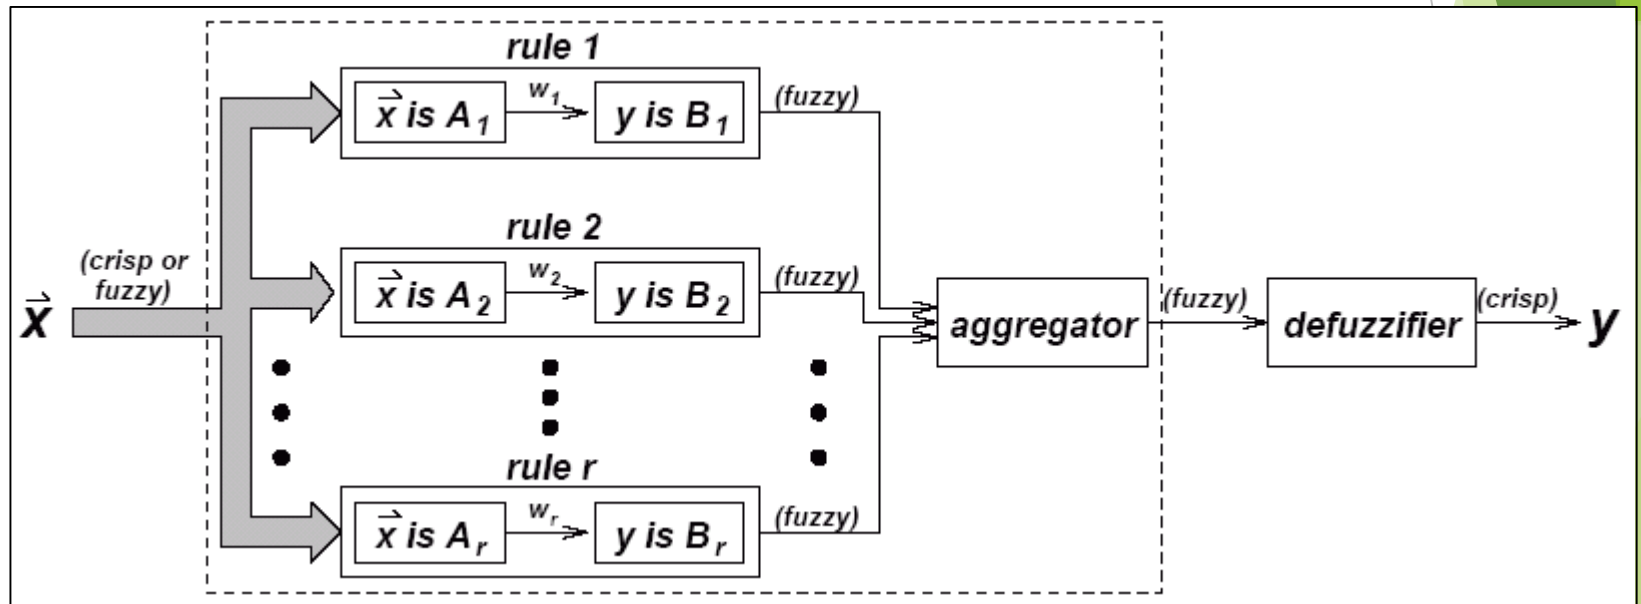 rule 1
x⃗ is A₁
w₁
y is B₁
(fuzzy)
rule 2
x⃗ is A₂
w₂
y is B₂
(fuzzy)
(crisp or
fuzzy)
x⃗
aggregator
(fuzzy)
defuzzifier
(crisp)
y
rule r
x⃗ is Aᵣ
wᵣ
y is Bᵣ
(fuzzy)